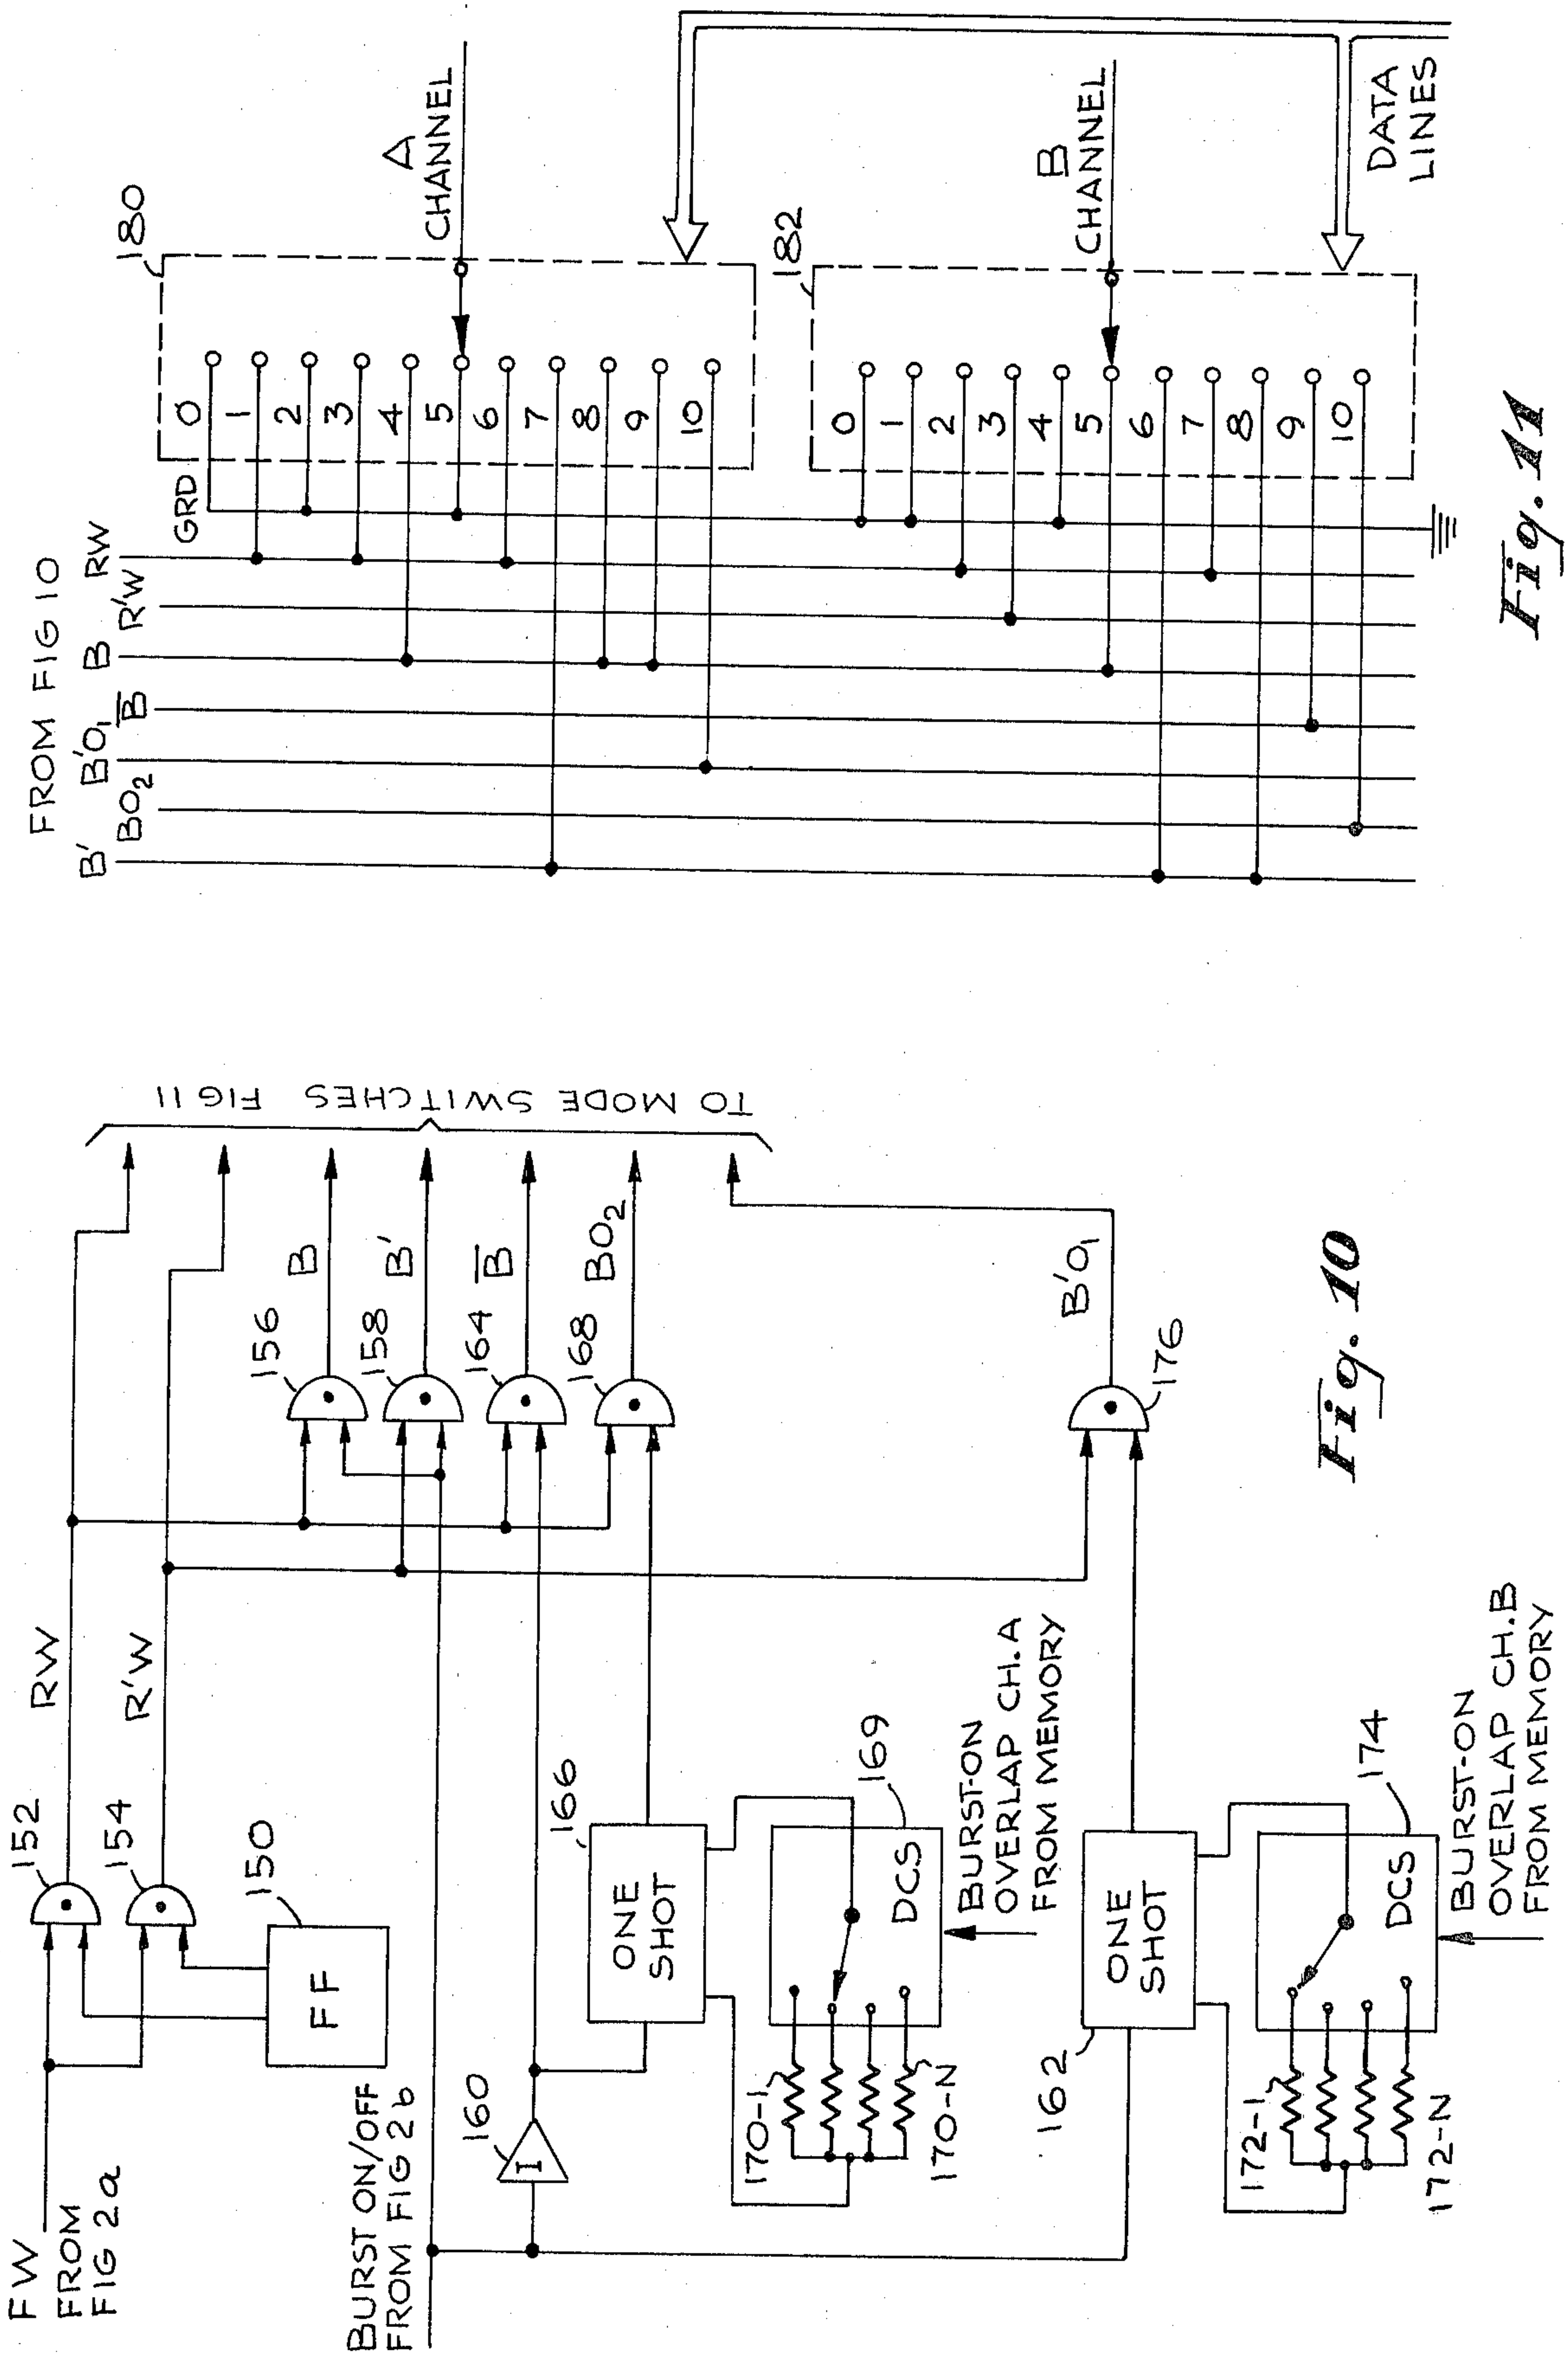 FW
FROM
FIG 2a
152
154
RW
R'W
150
FF
BURST ON/OFF
FROM FIG 2b
156
158
164
168
B
B'
B̅
BO₂
TO MODE SWITCHES FIG 11
160
I
166
ONE
SHOT
170-1
170-N
169
DCS
BURST-ON
OVERLAP CH.A
FROM MEMORY
162
ONE
SHOT
176
B'O₁
172-1
172-N
174
DCS
BURST-ON
OVERLAP CH.B
FROM MEMORY
Fig. 10
FROM FIG 10
B'
BO₂
B'O₁
B̅
B
R'W
RW
GRD
180
0
1
2
3
4
5
6
7
8
9
10
A
CHANNEL
182
0
1
2
3
4
5
6
7
8
9
10
B
CHANNEL
DATA
LINES
Fig. 11